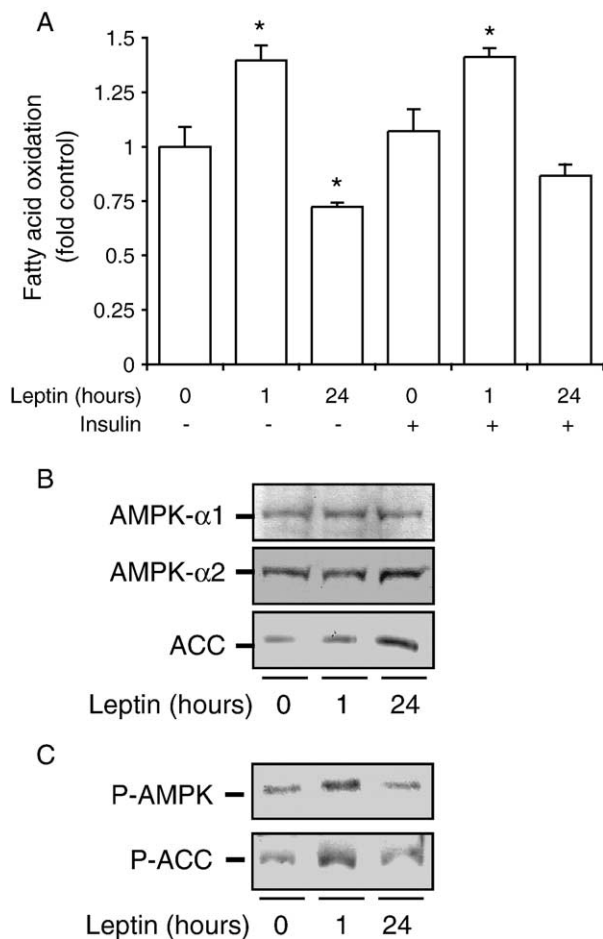 A
Fatty acid oxidation
(fold control)
1.5
1.25
1
0.75
0.5
0.25
0
* * *
Leptin (hours) 0 1 24 0 1 24
Insulin - - - + + +
B
AMPK-α1
AMPK-α2
ACC
Leptin (hours) 0 1 24
C
P-AMPK
P-ACC
Leptin (hours) 0 1 24